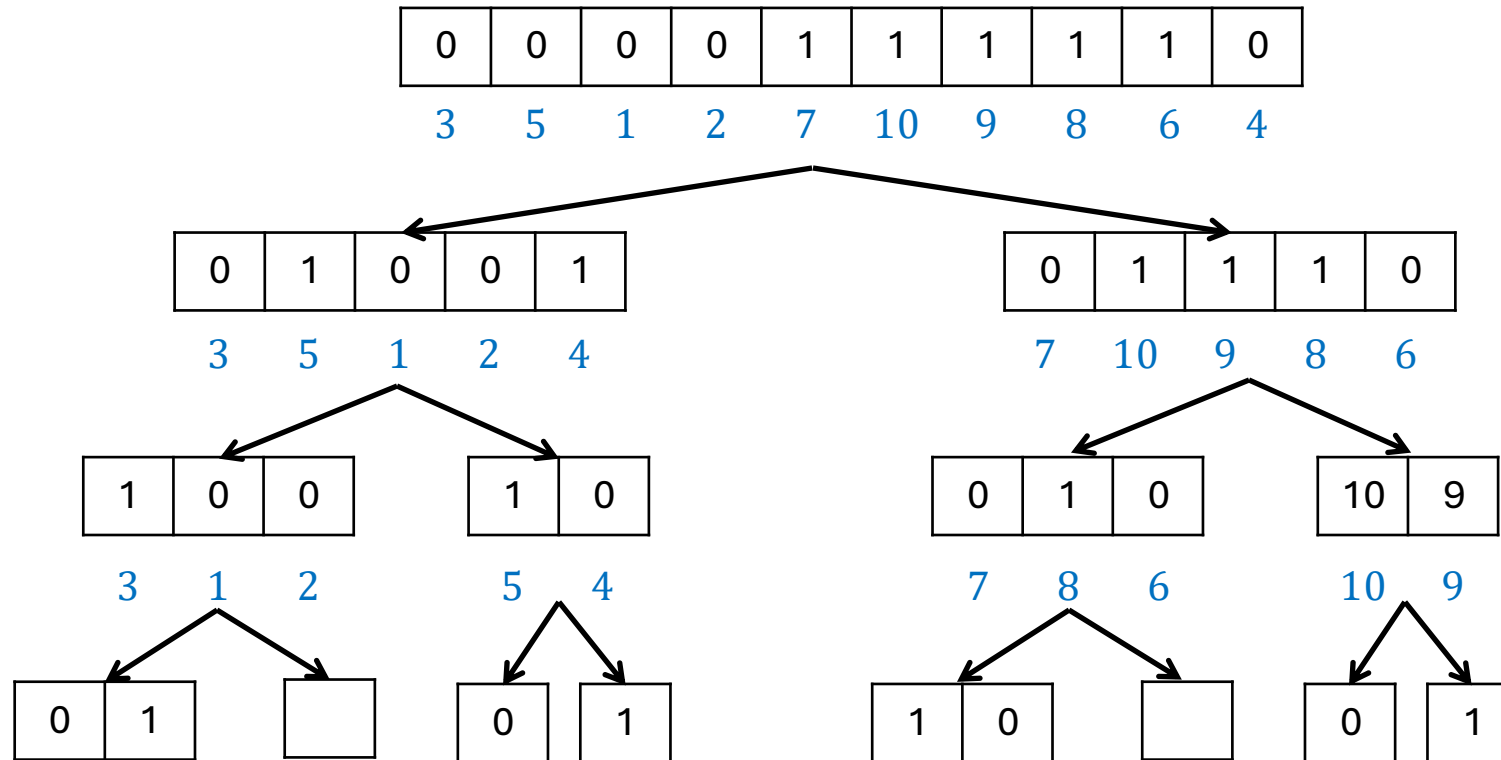 0 0 0 0 1 1 1 1 1 0
3 5 1 2 7 10 9 8 6 4
0 1 0 0 1 0 1 1 1 0
3 5 1 2 4 7 10 9 8 6
1 0 0 1 0 0 1 0 10 9
3 1 2 5 4 7 8 6 10 9
0 1 0 1 1 0 0 1